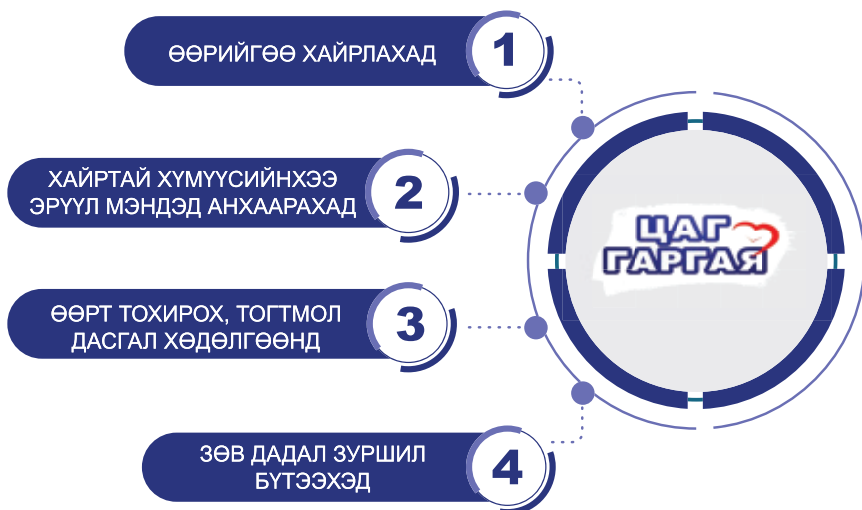 ӨӨРИЙГӨӨ ХАЙРЛАХАД
1
ХАЙРТАЙ ХҮМҮҮСИЙНХЭЭ
ЭРҮҮЛ МЭНДЭД АНХААРАХАД
2
ӨӨРТ ТОХИРОХ, ТОГТМОЛ
ДАСГАЛ ХӨДӨЛГӨӨНД
3
ЗӨВ ДАДАЛ ЗУРШИЛ
БҮТЭЭХЭД
4
ЦАГ
ГАРГАЯ